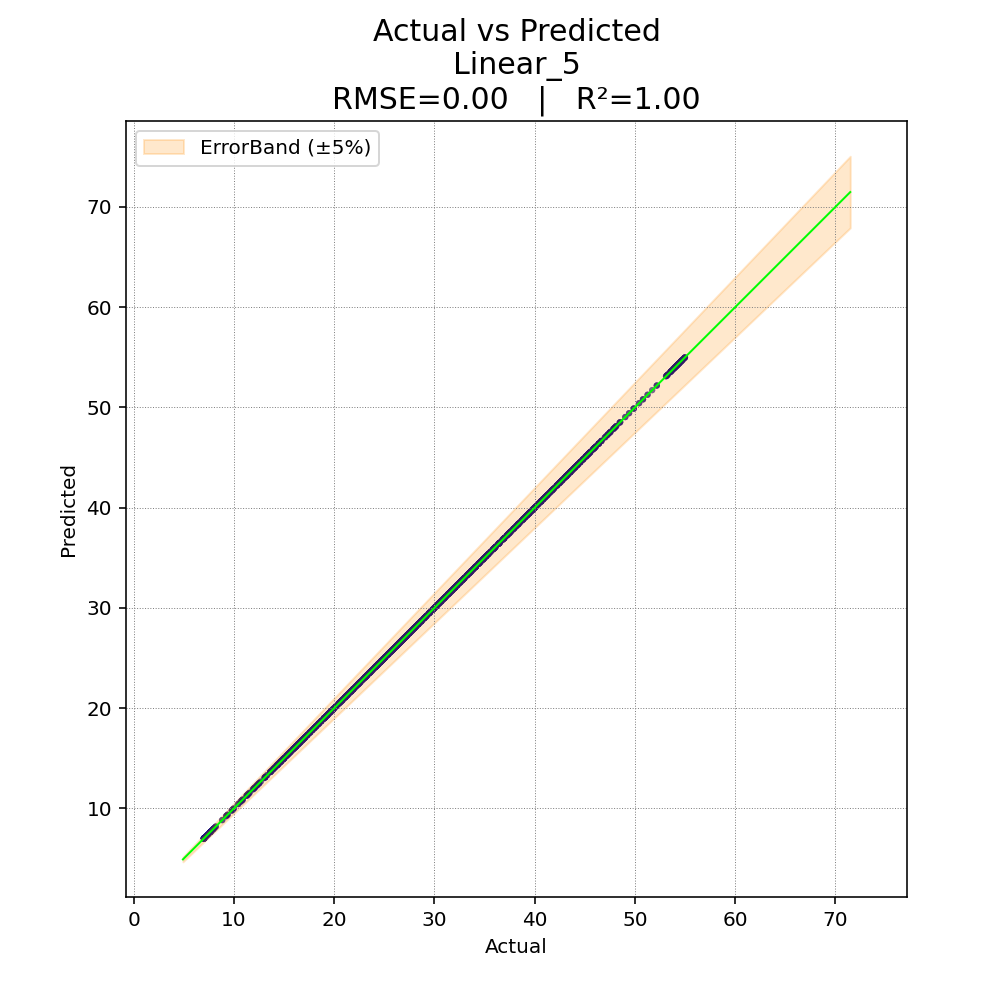 Actual vs Predicted
Linear_5
RMSE=0.00 | R²=1.00
ErrorBand (±5%)
70
60
50
40
30
20
10
Predicted
0 10 20 30 40 50 60 70
Actual